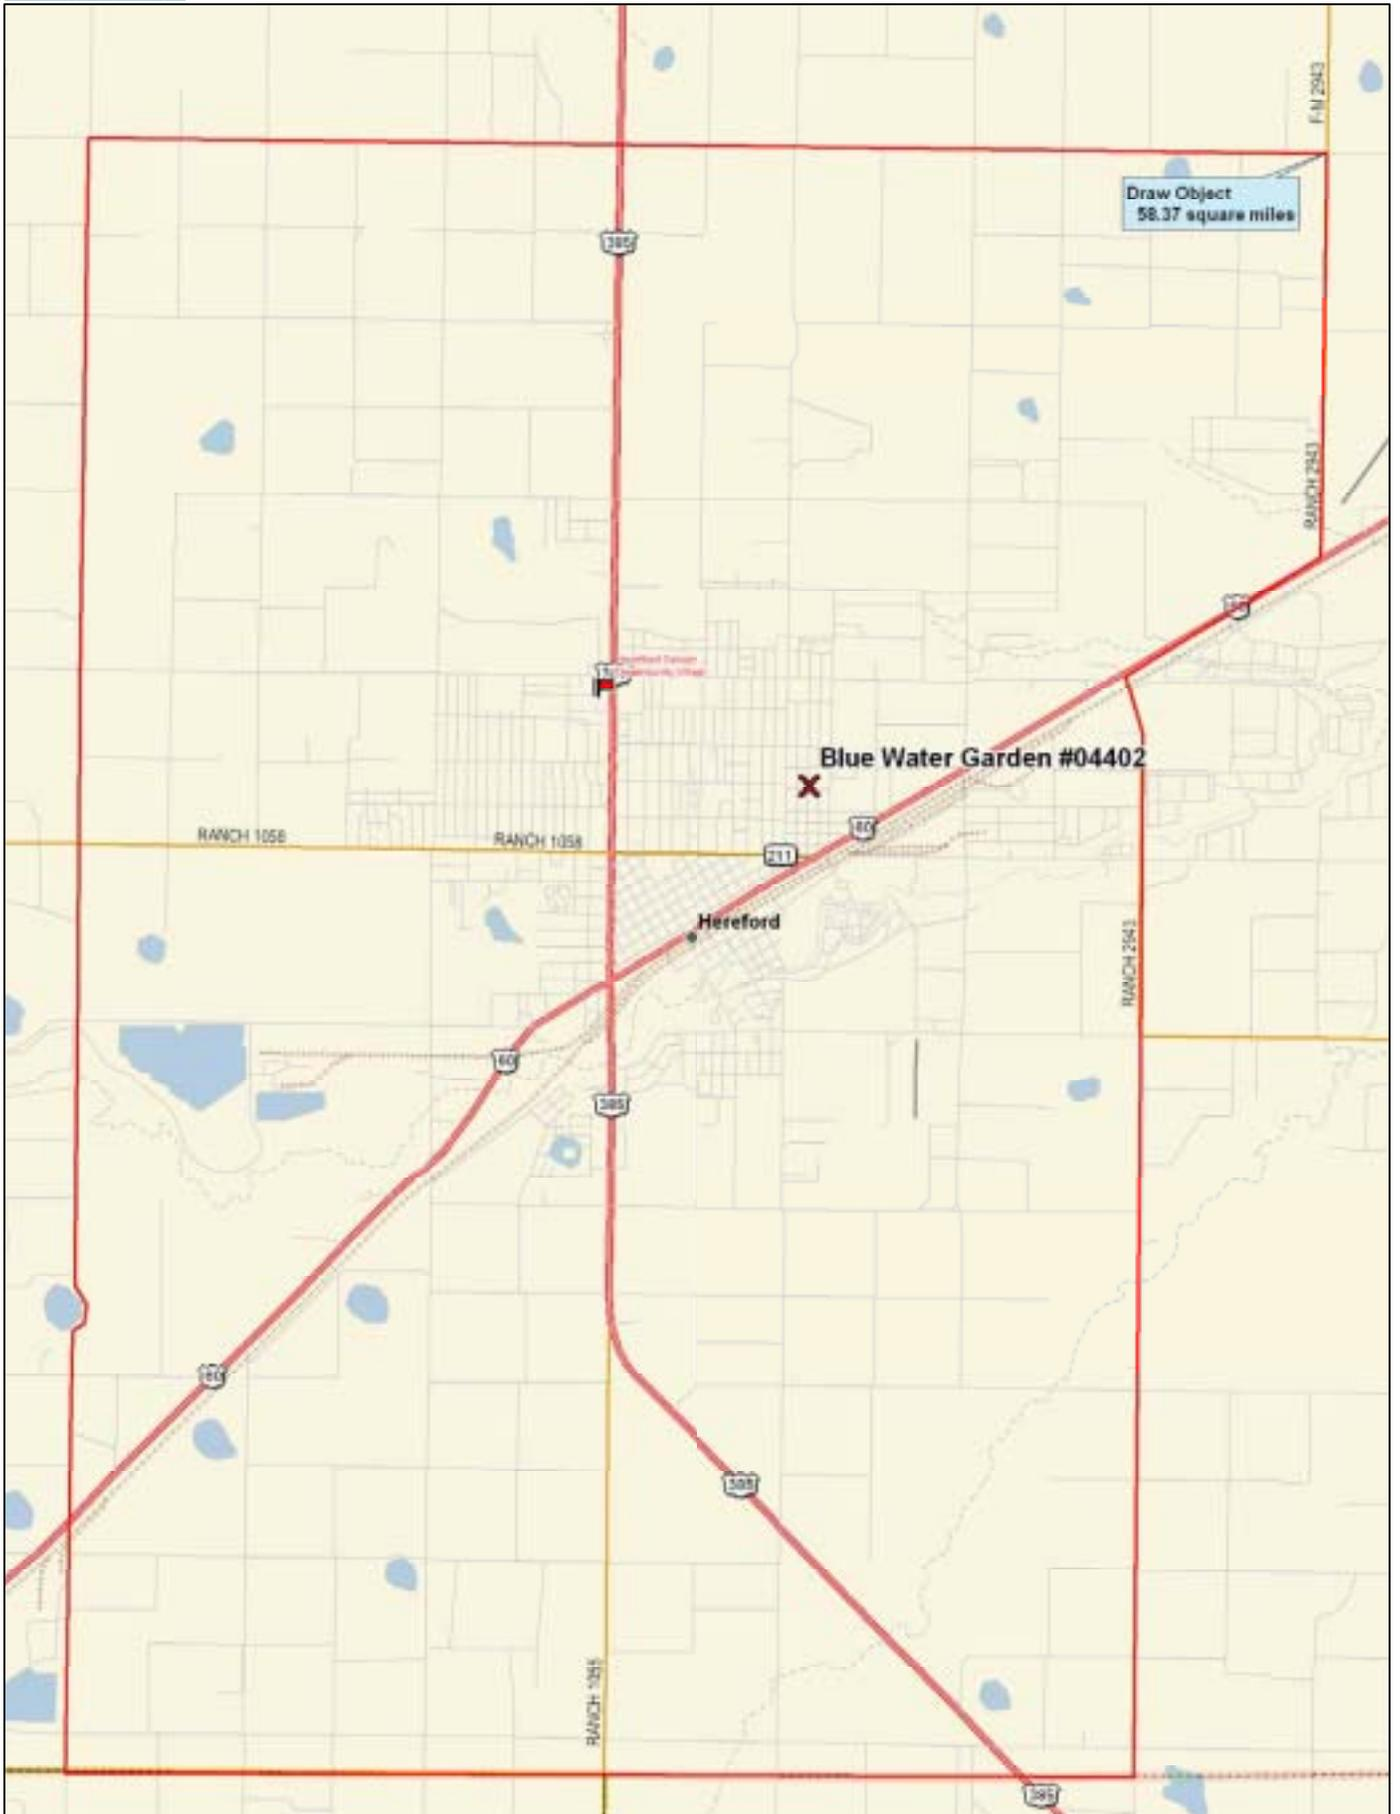 F-M 2943
Draw Object
58.37 square miles
385
RANCH 2943
60
Blue Water Garden #04402
60
RANCH 1058
RANCH 1058
211
Hereford
RANCH 2943
60
385
60
385
RANCH 1055
385